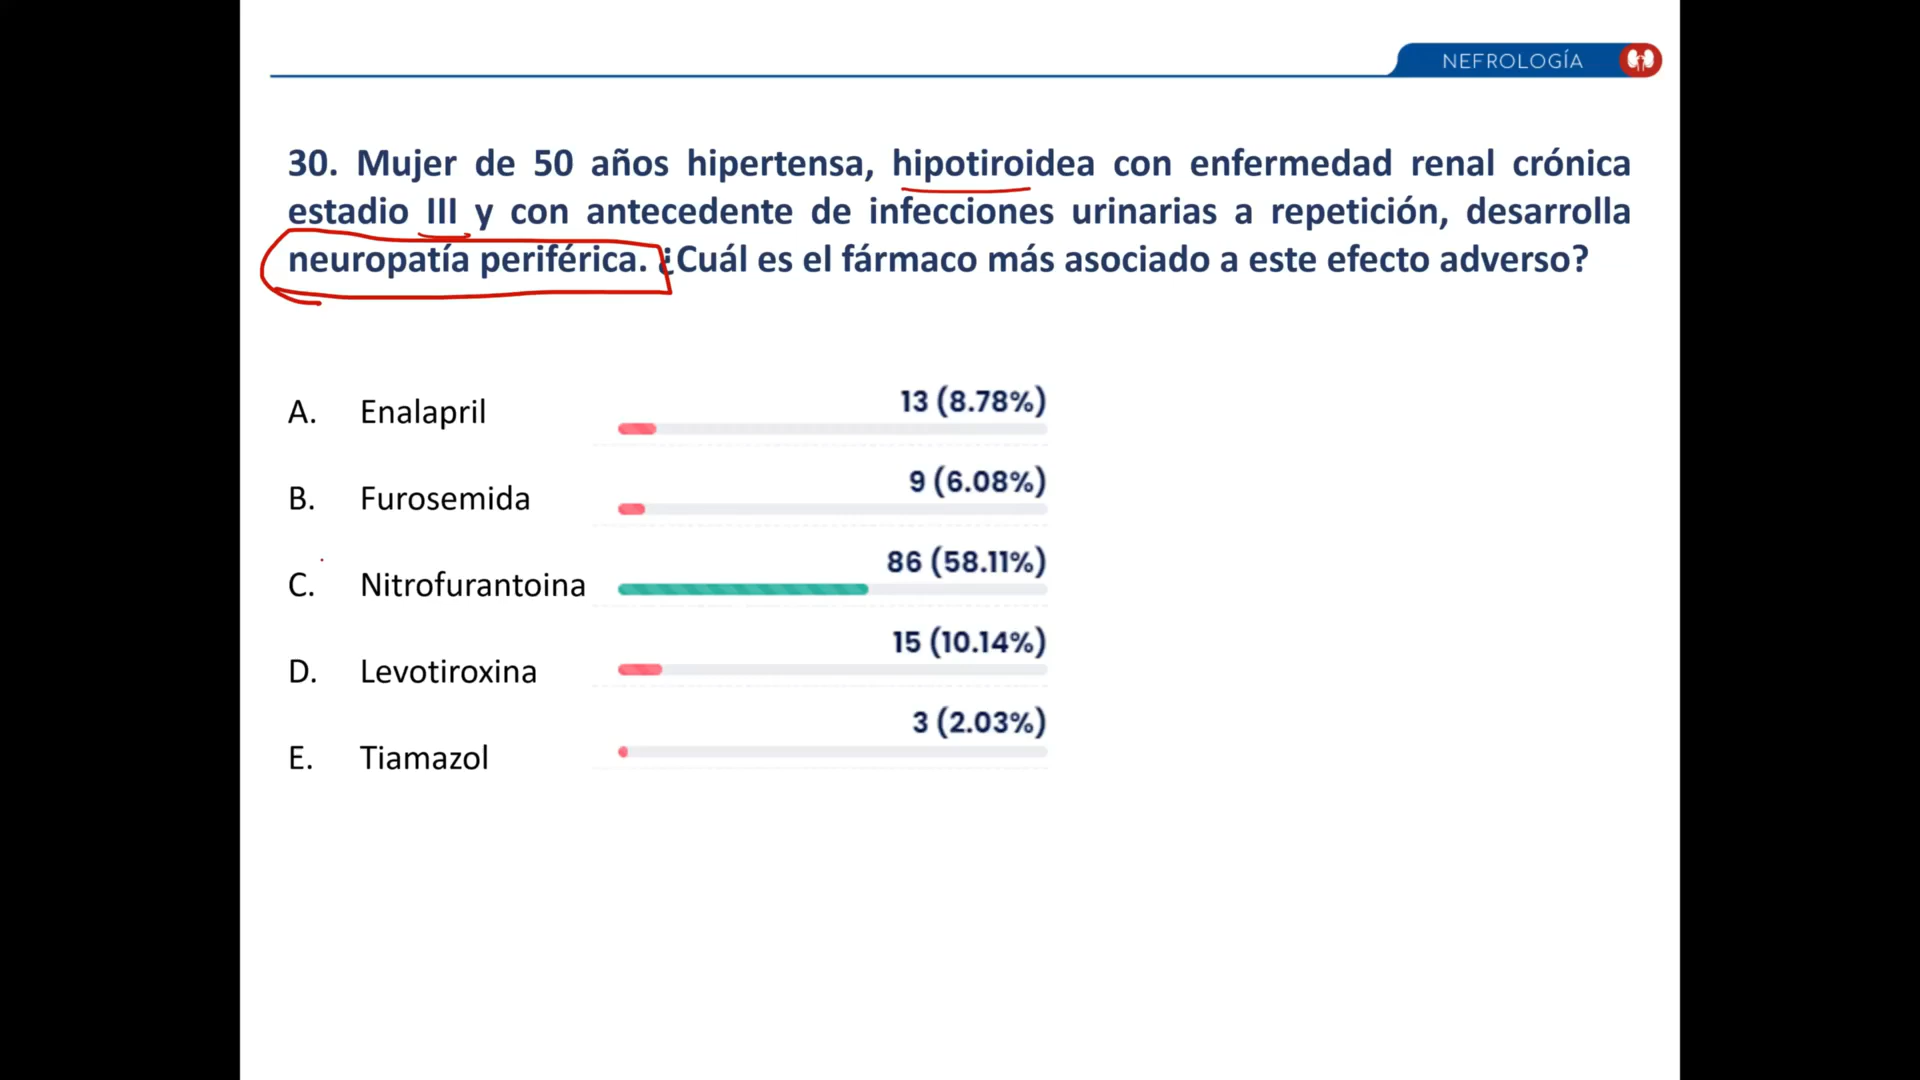 NEFROLOGÍA
30. Mujer de 50 años hipertensa, hipotiroidea con enfermedad renal crónica
estadio III y con antecedente de infecciones urinarias a repetición, desarrolla
neuropatía periférica. ¿Cuál es el fármaco más asociado a este efecto adverso?
A. Enalapril 13 (8.78%)
B. Furosemida 9 (6.08%)
C. Nitrofurantoina 86 (58.11%)
D. Levotiroxina 15 (10.14%)
E. Tiamazol 3 (2.03%)